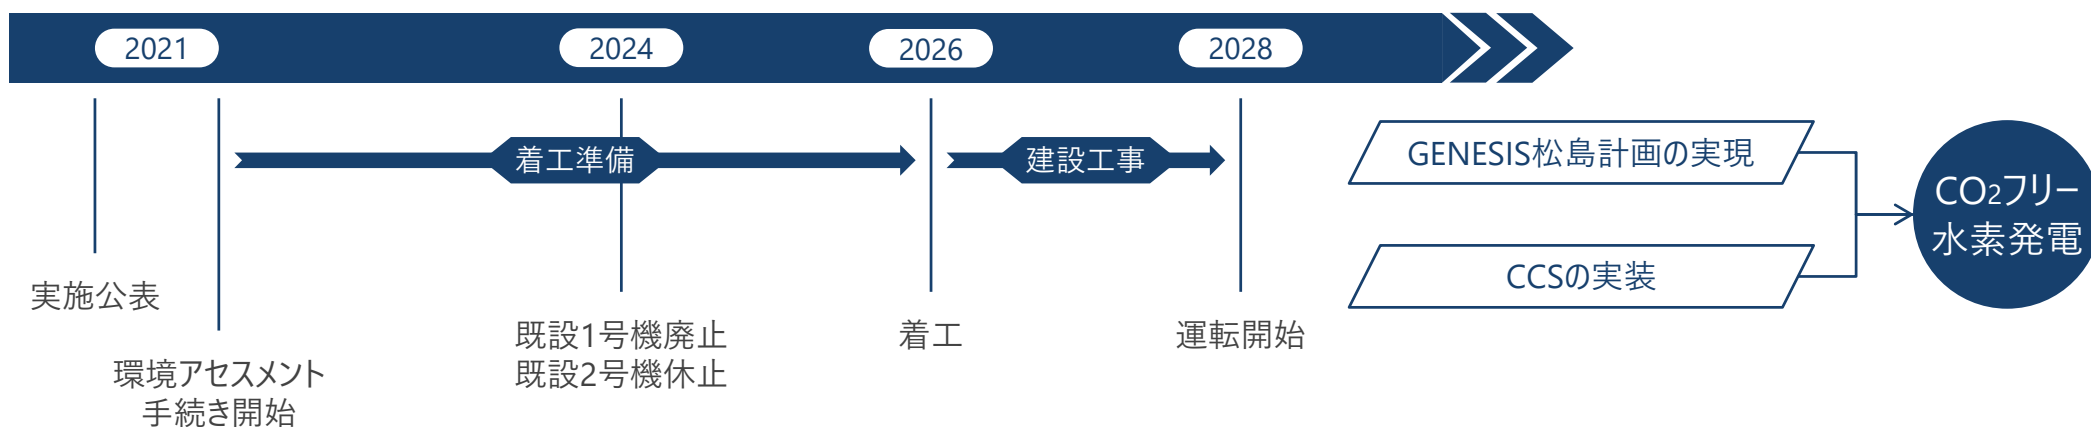 2021
2024
2026
2028
着工準備
建設工事
GENESIS松島計画の実現
CCSの実装
CO₂フリー
水素発電
実施公表
環境アセスメント
手続き開始
既設1号機廃止
既設2号機休止
着工
運転開始